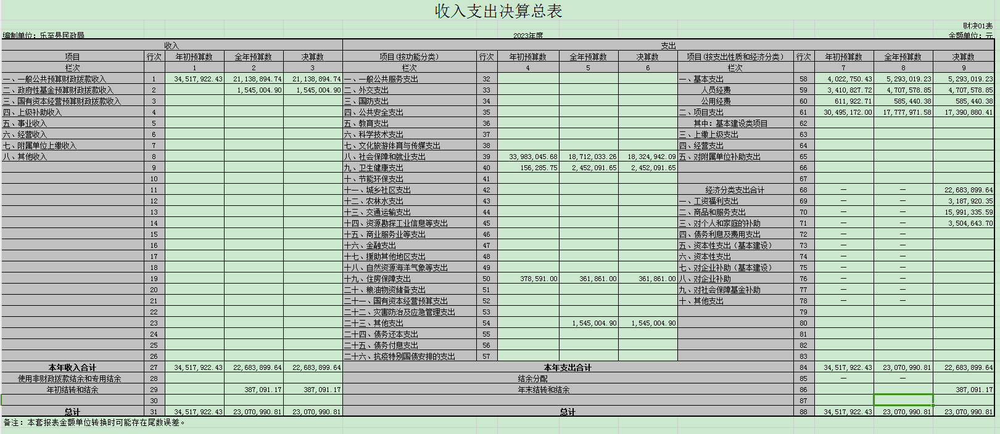 收入支出决算总表
财决01表
编制单位：乐至县民政局 2023年度 金额单位：元
收入 支出
项目 行次 年初预算数 全年预算数 决算数 项目(按功能分类) 行次 年初预算数 全年预算数 决算数 项目(按支出性质和经济分类) 行次 年初预算数 全年预算数 决算数
栏次 1 2 3 栏次 4 5 6 栏次 7 8 9
一、一般公共预算财政拨款收入 1 34,517,922.43 21,138,894.74 21,138,894.74 一、一般公共服务支出 32 一、基本支出 58 4,022,750.43 5,293,019.23 5,293,019.23
二、政府性基金预算财政拨款收入 2 1,545,004.90 1,545,004.90 二、外交支出 33 人员经费 59 3,410,827.72 4,707,578.85 4,707,578.85
三、国有资本经营预算财政拨款收入 3 三、国防支出 34 公用经费 60 611,922.71 585,440.38 585,440.38
四、上级补助收入 4 四、公共安全支出 35 二、项目支出 61 30,495,172.00 17,777,971.58 17,390,880.41
五、事业收入 5 五、教育支出 36 其中：基本建设类项目 62
六、经营收入 6 六、科学技术支出 37 三、上缴上级支出 63
七、附属单位上缴收入 7 七、文化旅游体育与传媒支出 38 四、经营支出 64
八、其他收入 8 八、社会保障和就业支出 39 33,983,045.68 18,712,033.26 18,324,942.09 五、对附属单位补助支出 65
9 九、卫生健康支出 40 156,285.75 2,452,091.65 2,452,091.65 66
10 十、节能环保支出 41 67
11 十一、城乡社区支出 42 经济分类支出合计 68 — — 22,683,899.64
12 十二、农林水支出 43 一、工资福利支出 69 — — 3,187,920.35
13 十三、交通运输支出 44 二、商品和服务支出 70 — — 15,991,335.59
14 十四、资源勘探工业信息等支出 45 三、对个人和家庭的补助 71 — — 3,504,643.70
15 十五、商业服务业等支出 46 四、债务利息及费用支出 72 — —
16 十六、金融支出 47 五、资本性支出（基本建设） 73 — —
17 十七、援助其他地区支出 48 六、资本性支出 74 — —
18 十八、自然资源海洋气象等支出 49 七、对企业补助（基本建设） 75 — —
19 十九、住房保障支出 50 378,591.00 361,861.00 361,861.00 八、对企业补助 76 — —
20 二十、粮油物资储备支出 51 九、对社会保障基金补助 77 — —
21 二十一、国有资本经营预算支出 52 十、其他支出 78 — —
22 二十二、灾害防治及应急管理支出 53 79
23 二十三、其他支出 54 1,545,004.90 1,545,004.90 80
24 二十四、债务还本支出 55 81
25 二十五、债务付息支出 56 82
26 二十六、抗疫特别国债安排的支出 57 83
本年收入合计 27 34,517,922.43 22,683,899.64 22,683,899.64 本年支出合计 84 34,517,922.43 23,070,990.81 22,683,899.64
使用非财政拨款结余和专用结余 28 结余分配 85 — —
年初结转和结余 29 387,091.17 387,091.17 年末结转和结余 86 387,091.17
30 87
总计 31 34,517,922.43 23,070,990.81 23,070,990.81 总计 88 34,517,922.43 23,070,990.81 23,070,990.81
备注：本套报表金额单位转换时可能存在尾数误差。